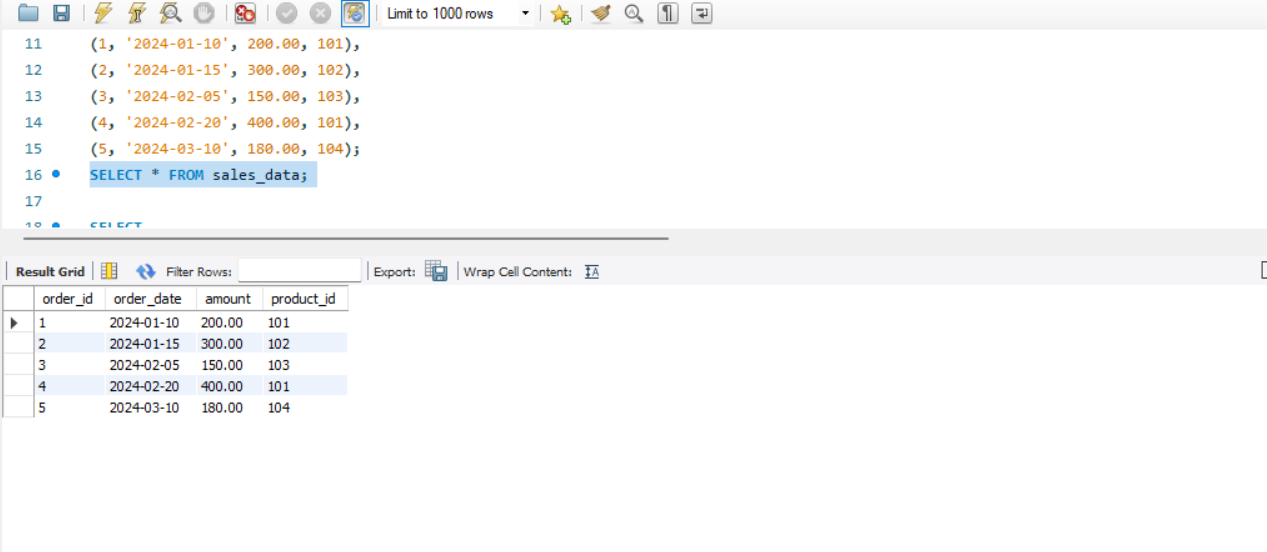 Limit to 1000 rows
11 (1, '2024-01-10', 200.00, 101),
12 (2, '2024-01-15', 300.00, 102),
13 (3, '2024-02-05', 150.00, 103),
14 (4, '2024-02-20', 400.00, 101),
15 (5, '2024-03-10', 180.00, 104);
16 SELECT * FROM sales_data;
17
18 SELECT
Result Grid Filter Rows: Export: Wrap Cell Content:
order_id order_date amount product_id
1 2024-01-10 200.00 101
2 2024-01-15 300.00 102
3 2024-02-05 150.00 103
4 2024-02-20 400.00 101
5 2024-03-10 180.00 104